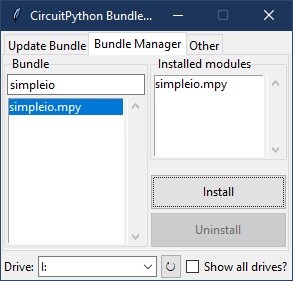 CircuitPython Bundle...
Update Bundle
Bundle Manager
Other
Bundle
Installed modules
simpleio
simpleio.mpy
simpleio.mpy
Install
Uninstall
Drive:
I:
Show all drives?